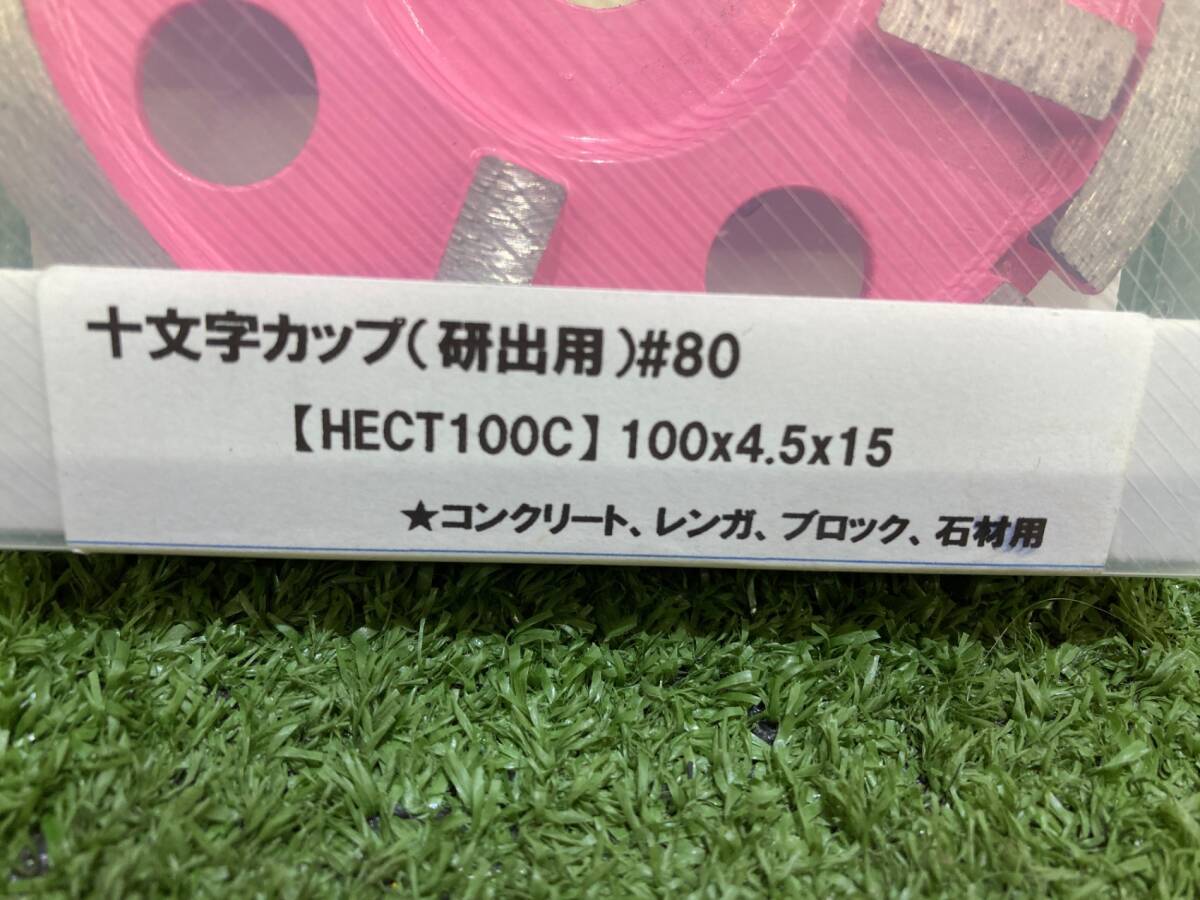 十文字カップ(研出用)#80
【HECT100C】100x4.5x15
★コンクリート、レンガ、ブロック、石材用